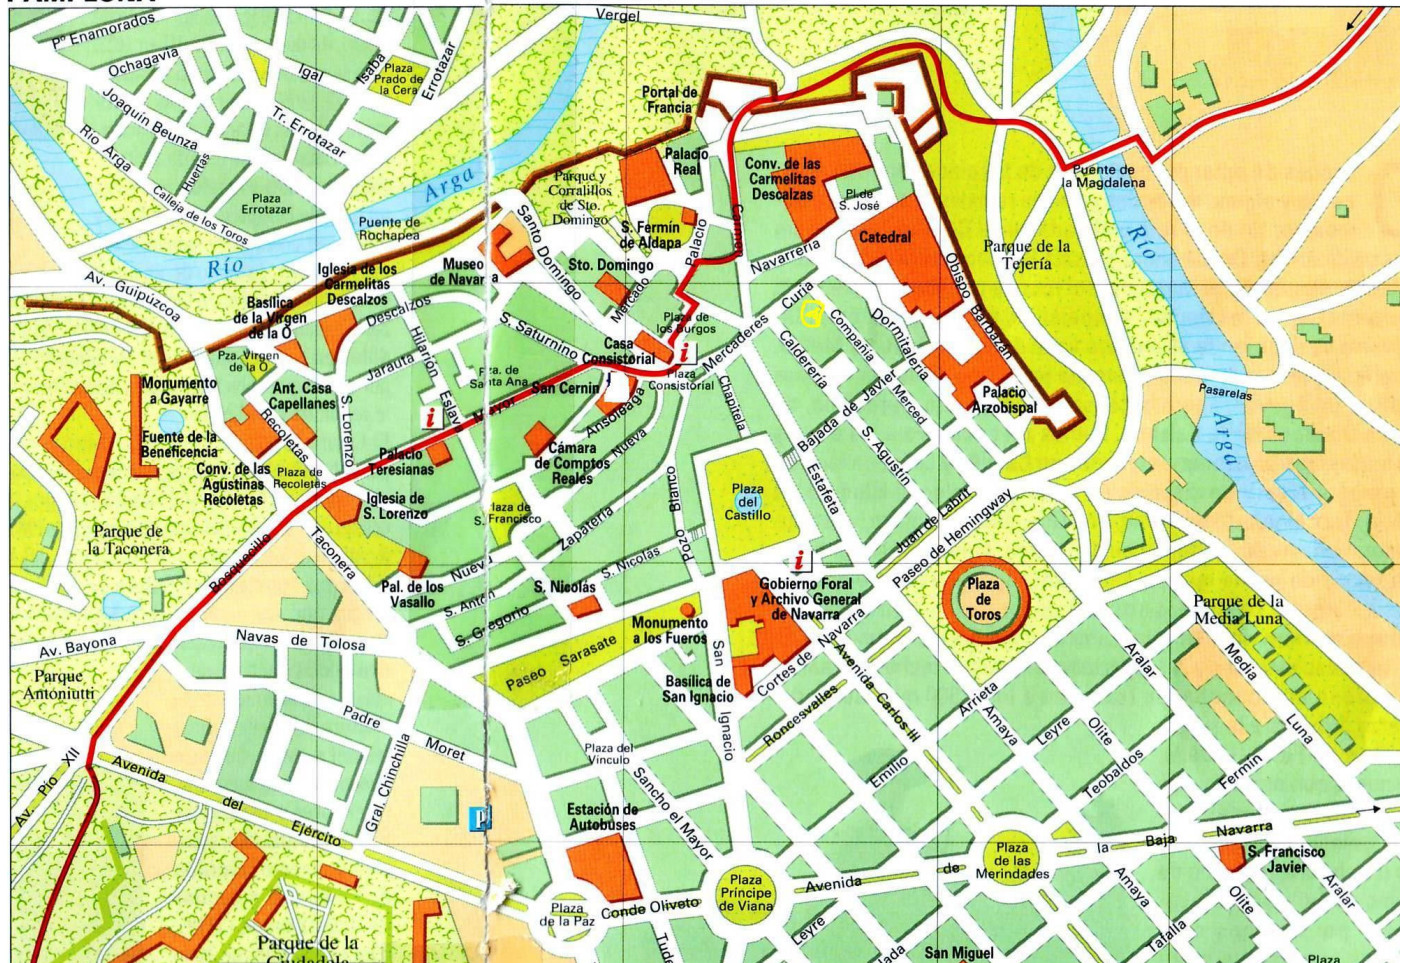 Vergel
Pº Enamorados
Ochagavia
Igal
Isaba
Plaza
Prado de
la Cera
Errotazar
Joaquín Beunza
Tr. Errotazar
Río Arga
Huertas
Calleja de los Toros
Plaza
Errotazar
Arga
Río
Puente de
Rochapea
Portal de
Francia
Palacio
Real
Parque y
Corralillos
de Sto.
Domingo
S. Fermín
de Aldapa
Conv. de las
Carmelitas
Descalzas
Pl. de
S. José
Catedral
Puente de
la Magdalena
Río
Arga
Pasarelas
Parque de la
Tejería
Av. Guipúzcoa
Museo
de Navarra
Santo Domingo
Sto. Domingo
Mercado
Palacio
Carmen
Navarrería
Obispo Barbazán
Iglesia de los
Carmelitas
Descalzos
Basílica
de la Virgen
de la O
Descalzos
Pza. Virgen
de la O
Jarauta
Hilarión Eslava
S. Saturnino
Pza. de
Santa Ana
Casa
Consistorial
Plaza de
los Burgos
i
Plaza
Consistorial
Mercaderes
Curia
Calderería
Compañía
Dormitalería
Palacio
Arzobispal
Monumento
a Gayarre
Fuente de la
Beneficencia
Ant. Casa
Capellanes
S. Lorenzo
Recoletas
Conv. de las
Agustinas
Recoletas
Plaza de
Recoletas
i
Mayor
San Cernin
Ansoleaga
Nueva
Palacio
Teresianas
Cámara
de Comptos
Reales
Chapitela
Bajada de Javier
Merced
S. Agustín
Estafeta
Iglesia de
S. Lorenzo
Plaza de
S. Francisco
Zapatería
Pozo Blanco
Plaza
del
Castillo
Juan de Labrit
Paseo de Hemingway
Parque de
la Taconera
Bosquecillo
Taconera
Pal. de los
Vasallo
Nueva
S. Antón
S. Gregorio
S. Nicolás
S. Nicolás
i
Gobierno Foral
y Archivo General
de Navarra
Plaza
de
Toros
Parque de la
Media Luna
Media Luna
Av. Bayona
Navas de Tolosa
Parque
Antoniutti
Paseo Sarasate
Monumento
a los Fueros
Basílica de
San Ignacio
San Ignacio
Cortes de Navarra
Roncesvalles
Avenida Carlos III
Arrieta
Amaya
Leyre
Olite
Aralar
Teobaldos
Fermín
Emilio
Padre Moret
Gral. Chinchilla
Plaza del
Vínculo
Sancho el Mayor
Av. Pío XII
Avenida del Ejército
P
Estación de
Autobuses
Plaza
de la Paz
Conde Oliveto
Plaza
Príncipe
de Viana
Avenida de la Baja Navarra
Plaza
de las
Merindades
S. Francisco
Javier
Amaya
Olite
Aralar
Tafalla
Leyre
San Miguel
Plaza
Parque de la
Ciudadela